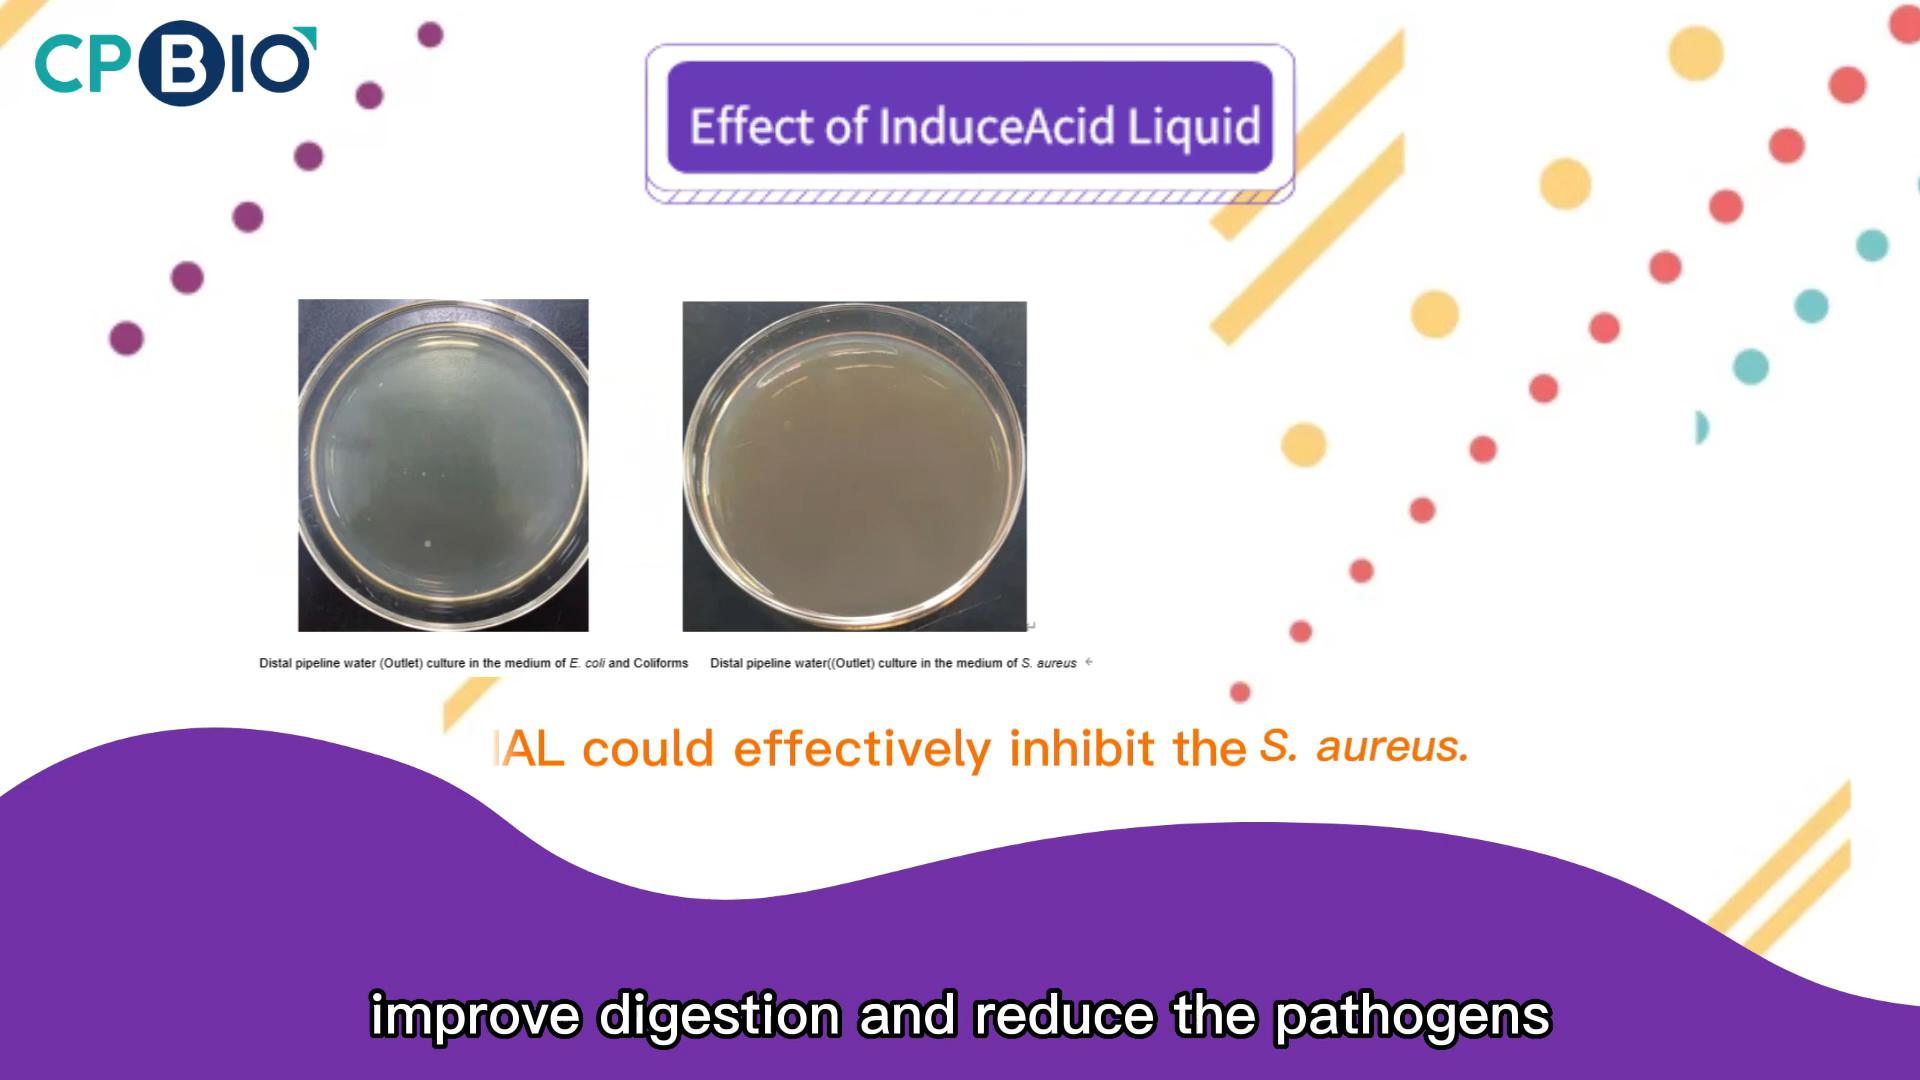 CPBIO
Effect of InduceAcid Liquid
Distal pipeline water (Outlet) culture in the medium of E. coli and Coliforms
Distal pipeline water((Outlet) culture in the medium of S. aureus
IAL could effectively inhibit the S. aureus.
improve digestion and reduce the pathogens